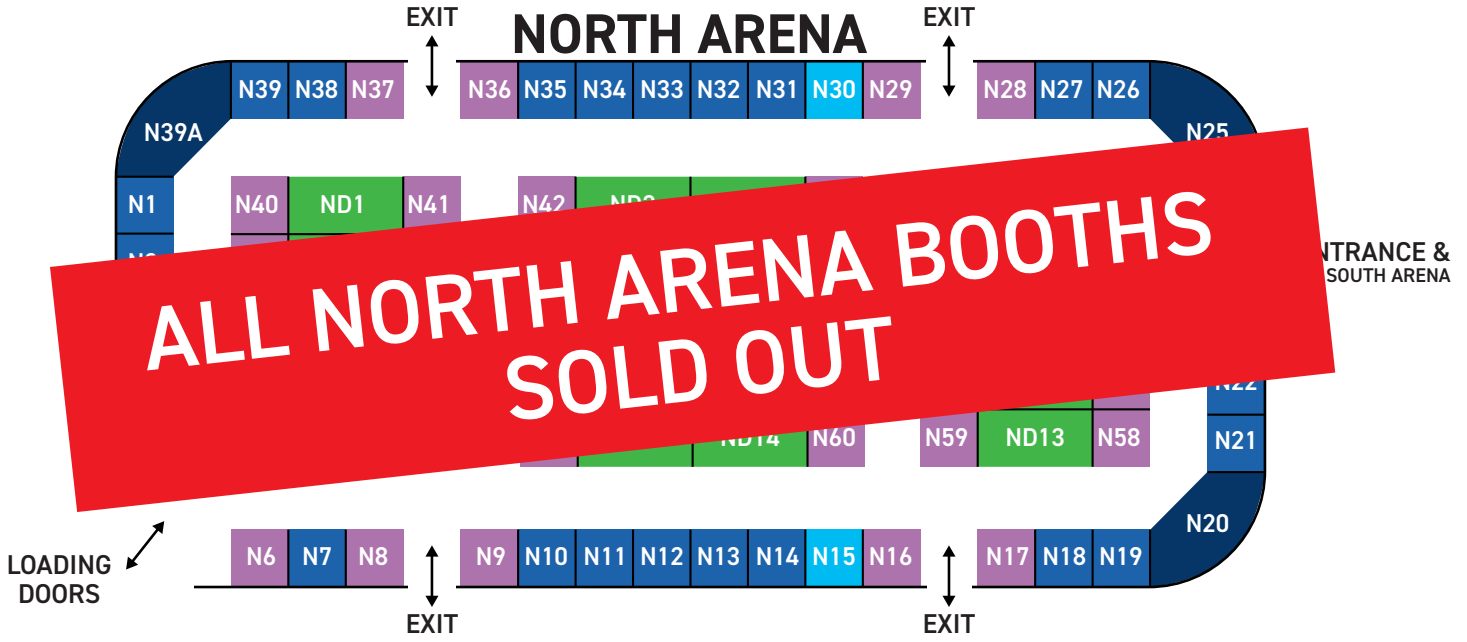 EXIT
NORTH ARENA
EXIT
N39 N38 N37
N36 N35 N34 N33 N32 N31 N30 N29
N28 N27 N26
N39A
N25
N1
N40 ND1 N41
N42
ALL NORTH ARENA BOOTHS
SOLD OUT
SOUTH ARENA
N22
N59 ND13 N58
ND14 N60
N21
N20
N6 N7 N8
N9 N10 N11 N12 N13 N14 N15 N16
N17 N18 N19
LOADING
DOORS
EXIT
EXIT